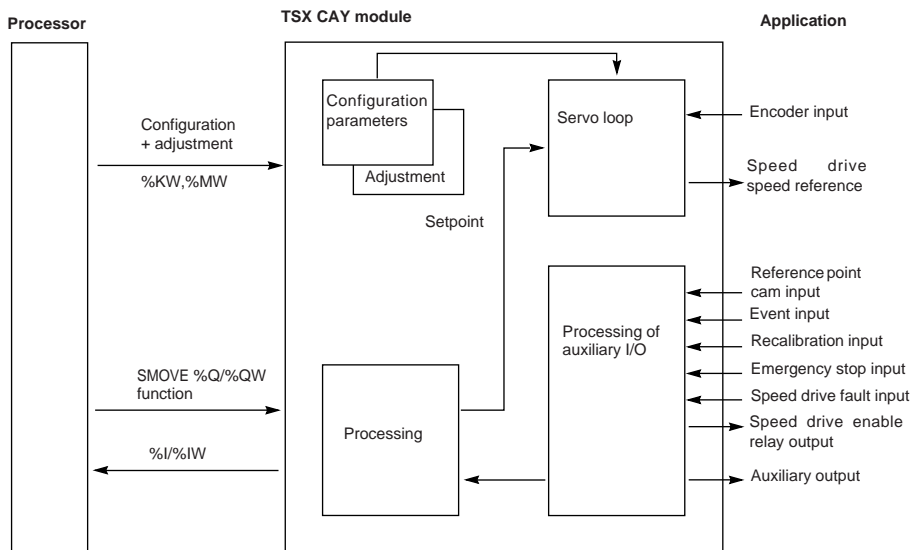 Processor
TSX CAY module
Application
Configuration
+ adjustment
%KW,%MW
Configuration
parameters
Adjustment
Servo loop
Encoder input
Speed drive
speed reference
Setpoint
Reference point
cam input
Event input
Recalibration input
Emergency stop input
Speed drive fault input
Speed drive enable
relay output
Auxiliary output
Processing of
auxiliary I/O
SMOVE %Q/%QW
function
Processing
%I/%IW